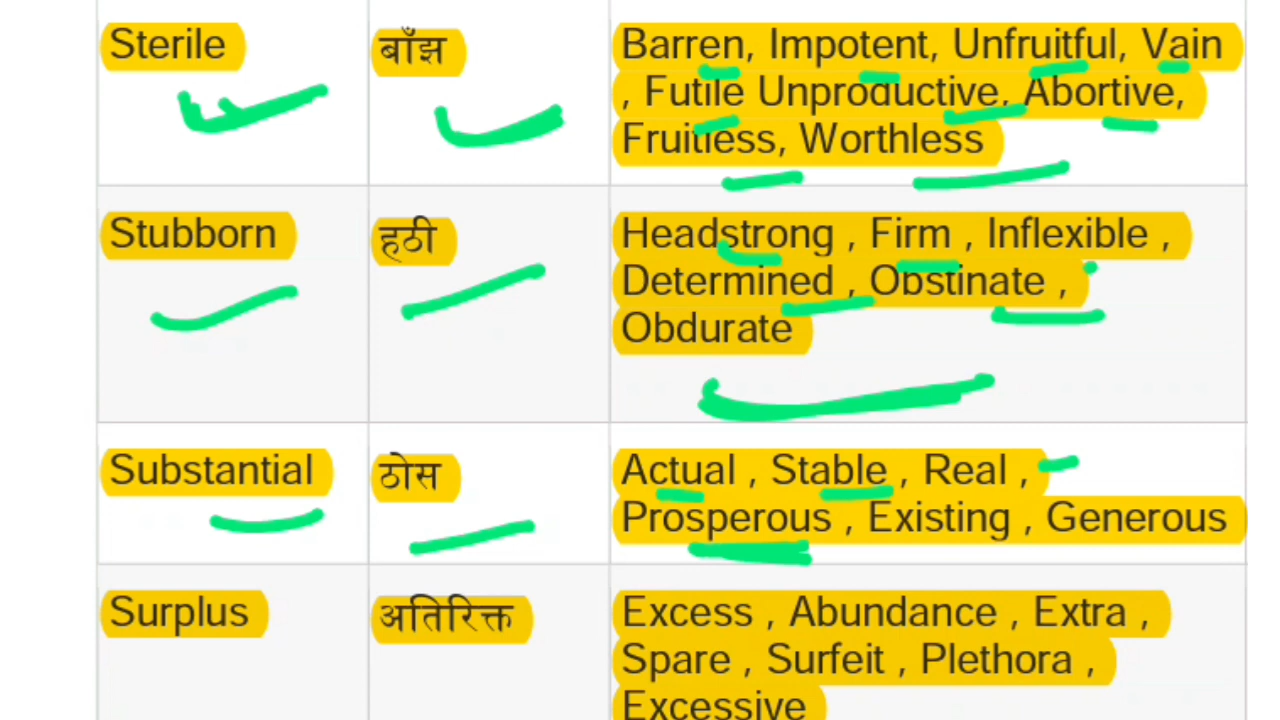 Sterile बाँझ Barren, Impotent, Unfruitful, Vain
, Futile Unproductive, Abortive,
Fruitless, Worthless
Stubborn हठी Headstrong , Firm , Inflexible ,
Determined , Obstinate ,
Obdurate
Substantial ठोस Actual , Stable , Real ,
Prosperous , Existing , Generous
Surplus अतिरिक्त Excess , Abundance , Extra ,
Spare , Surfeit , Plethora ,
Excessive